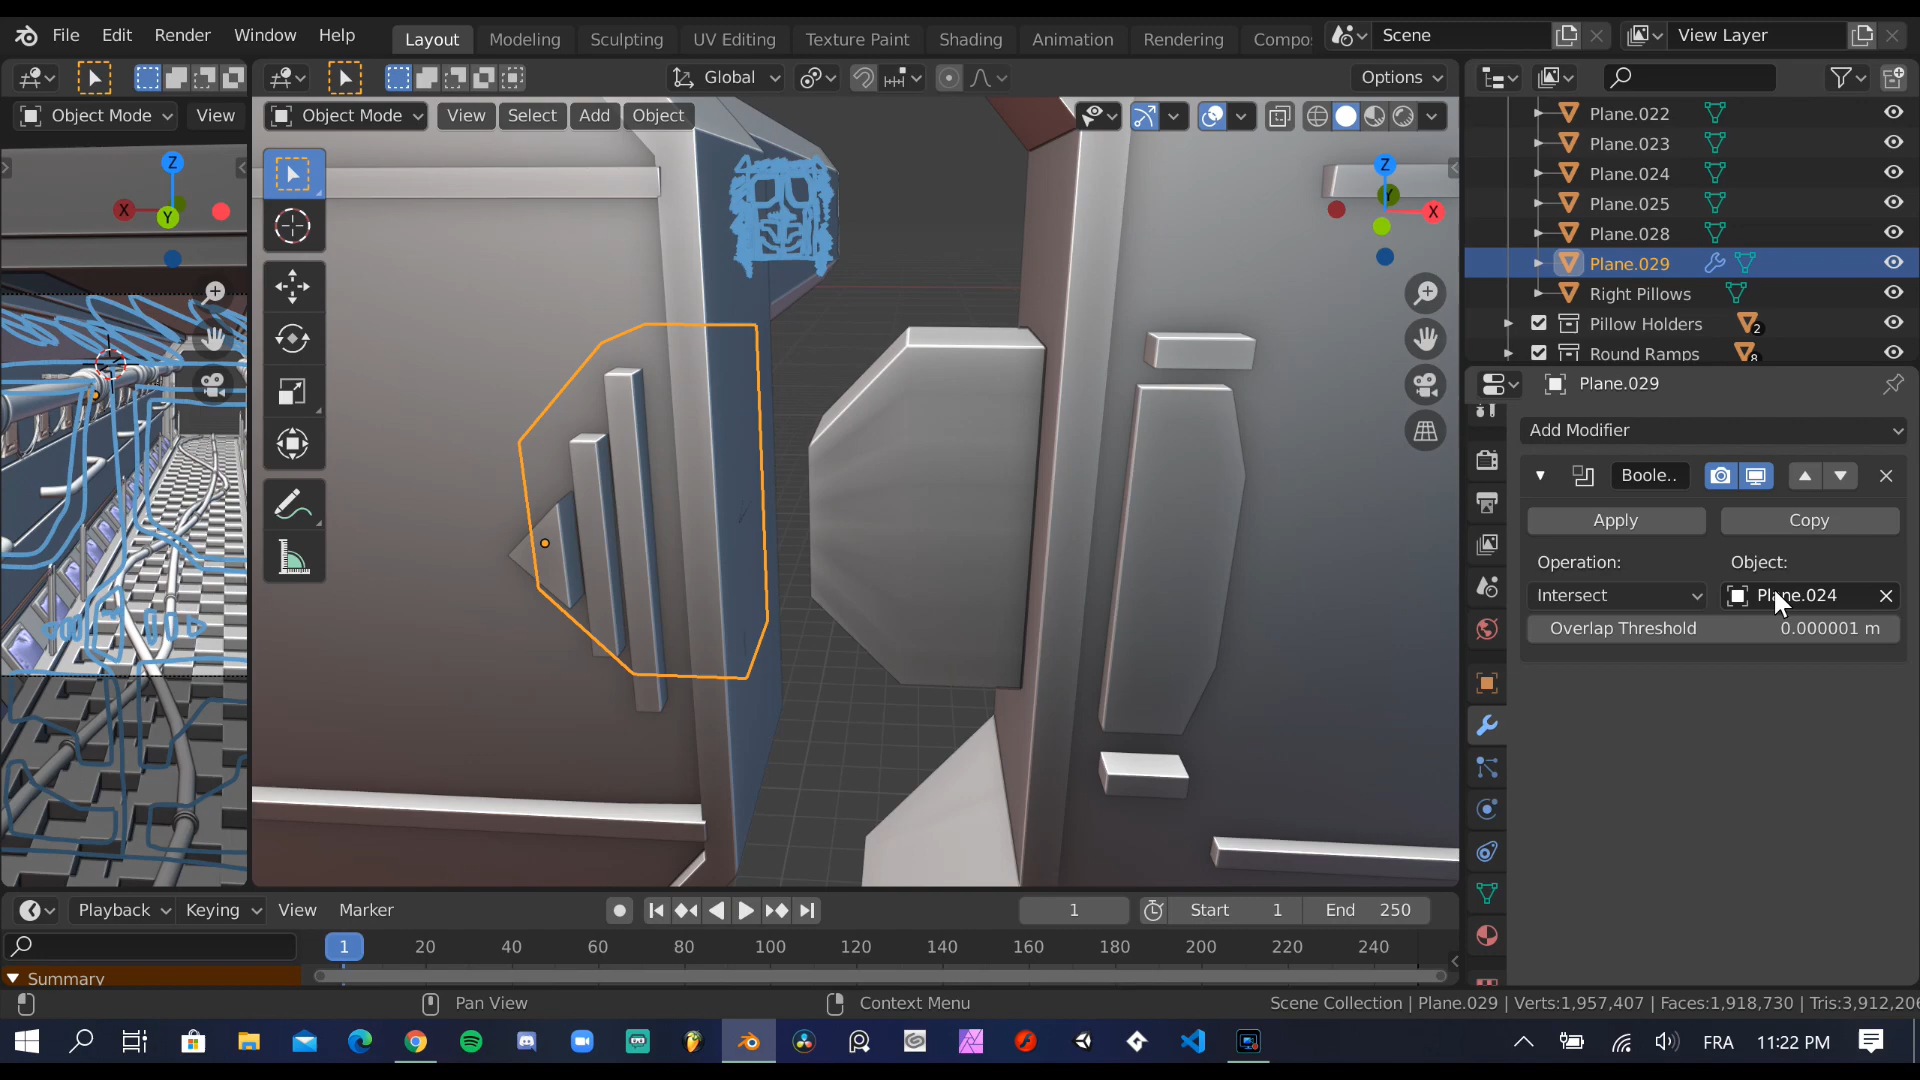 File Edit Render Window Help Layout Modeling Sculpting UV Editing Texture Paint Shading Animation Rendering Compo Scene View Layer
Global Options
Object Mode View Object Mode View Select Add Object
Plane.022
Plane.023
Plane.024
Plane.025
Plane.028
Plane.029
Right Pillows
Pillow Holders 2
Round Ramps 8
Z X Y
Z Y X
Plane.029
Add Modifier
Boole..
Apply Copy
Operation: Object:
Intersect Plane.024
Overlap Threshold 0.000001 m
Playback Keying View Marker 1 Start 1 End 250
1 20 40 60 80 100 120 140 160 180 200 220 240
Summary
Pan View Context Menu Scene Collection | Plane.029 | Verts:1,957,407 | Faces:1,918,730 | Tris:3,912,20
FRA 11:22 PM